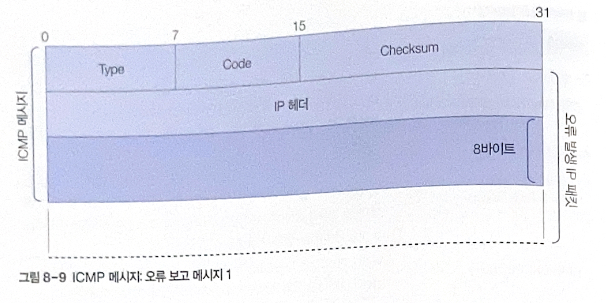 0 7 15 31
Type Code Checksum
IP 헤더
8바이트
ICMP 메시지
오류 발생 IP 패킷
그림 8-9 ICMP 메시지: 오류 보고 메시지 1